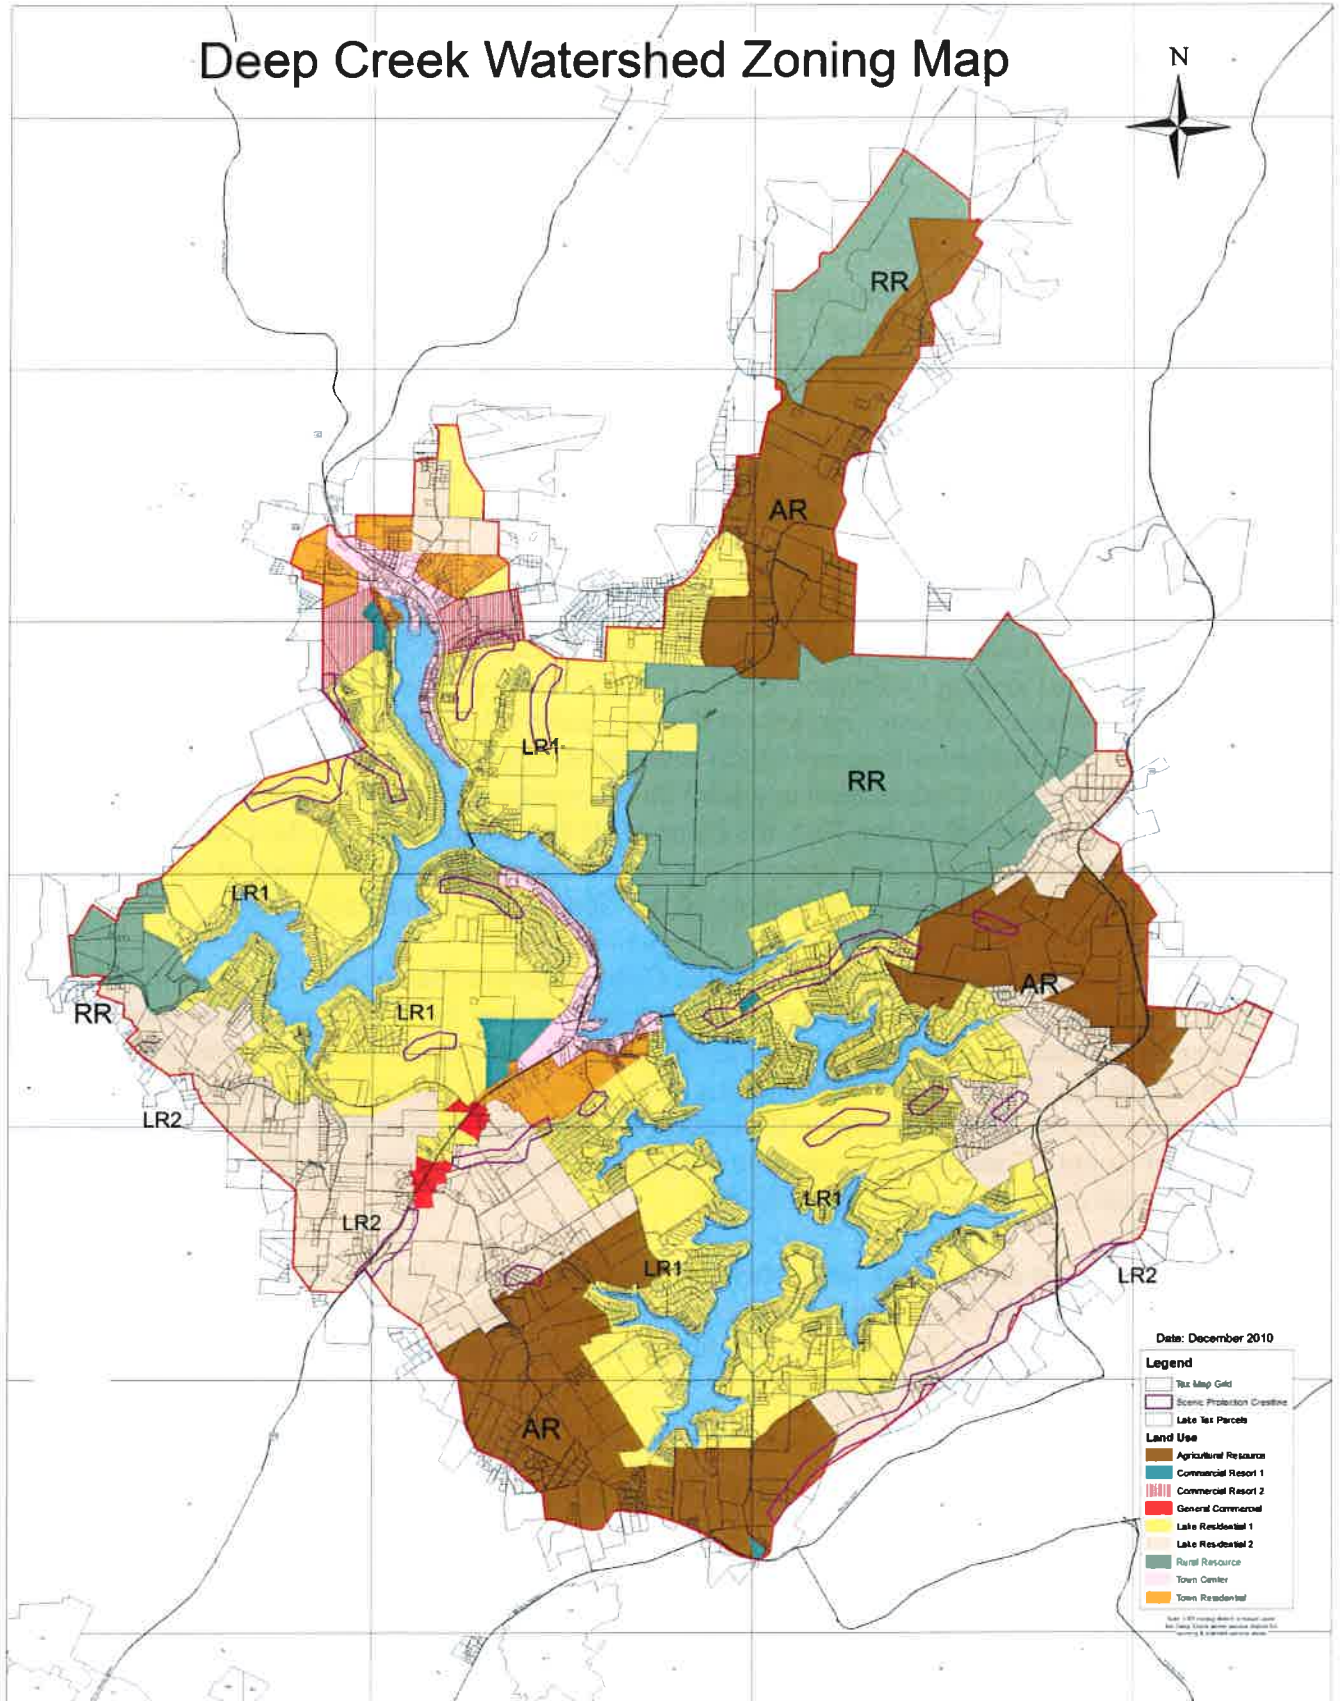 Deep Creek Watershed Zoning Map
N
RR
AR
LR1
RR
LR1
AR
RR
LR1
LR2
LR1
LR2
LR1
LR2
AR
Date: December 2010
Legend
Tax Map Grid
Scenic Protection Crestline
Lake Tax Parcels
Land Use
Agricultural Resource
Commercial Resort 1
Commercial Resort 2
General Commercial
Lake Residential 1
Lake Residential 2
Rural Resource
Town Center
Town Residential